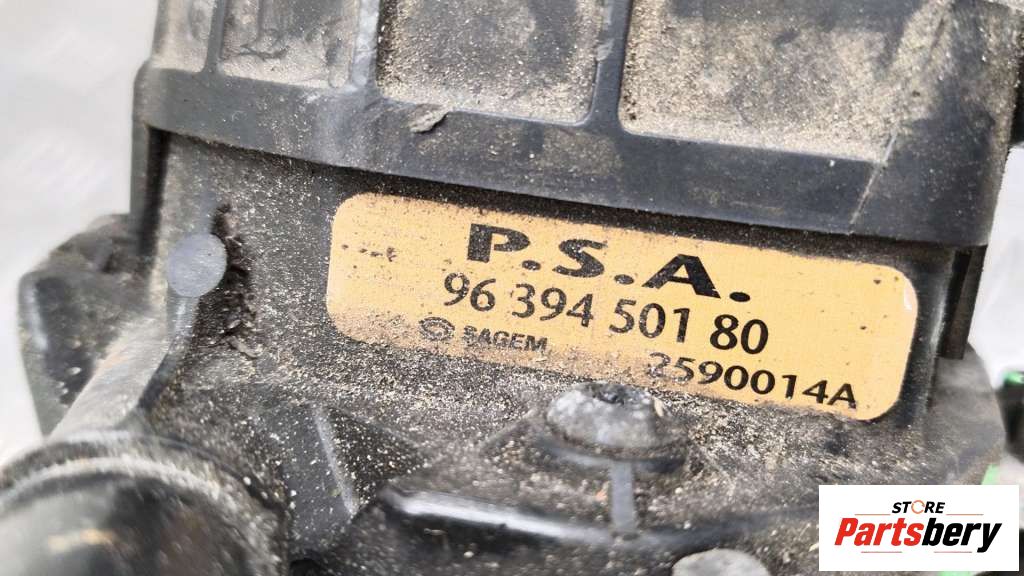 P.S.A.
96 394 501 80
SAGEM 2590014A
STORE
Partsbery